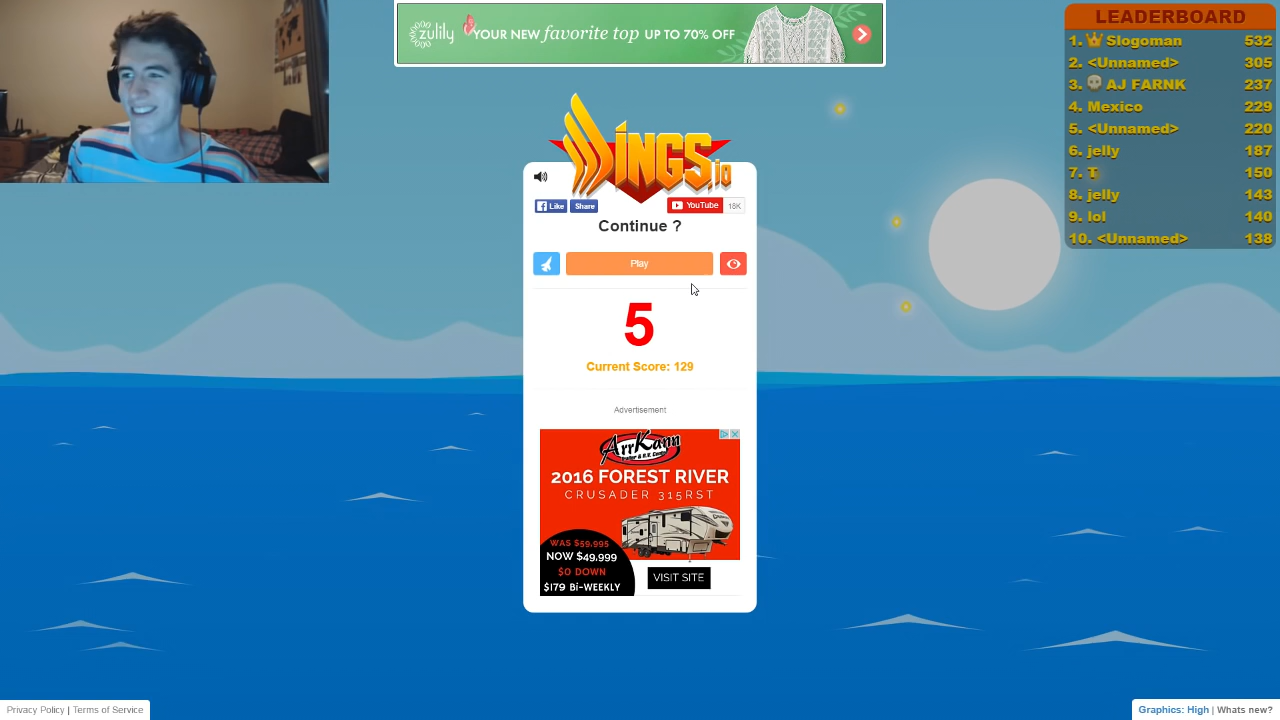 zulily YOUR NEW favorite top UP TO 70% OFF
LEADERBOARD
1. Slogoman 532
2. <Unnamed> 305
3. AJ FARNK 237
4. Mexico 229
5. <Unnamed> 220
6. jelly 187
7. T 150
8. jelly 143
9. lol 140
10. <Unnamed> 138
WINGS.io
Like Share YouTube 18K
Continue ?
Play
5
Current Score: 129
Advertisement
ArrKann
Trailer & R.V. Centre
2016 FOREST RIVER
CRUSADER 315RST
WAS $59,995
NOW $49,999
$0 DOWN
$179 Bi-WEEKLY
VISIT SITE
Privacy Policy | Terms of Service
Graphics: High | Whats new?